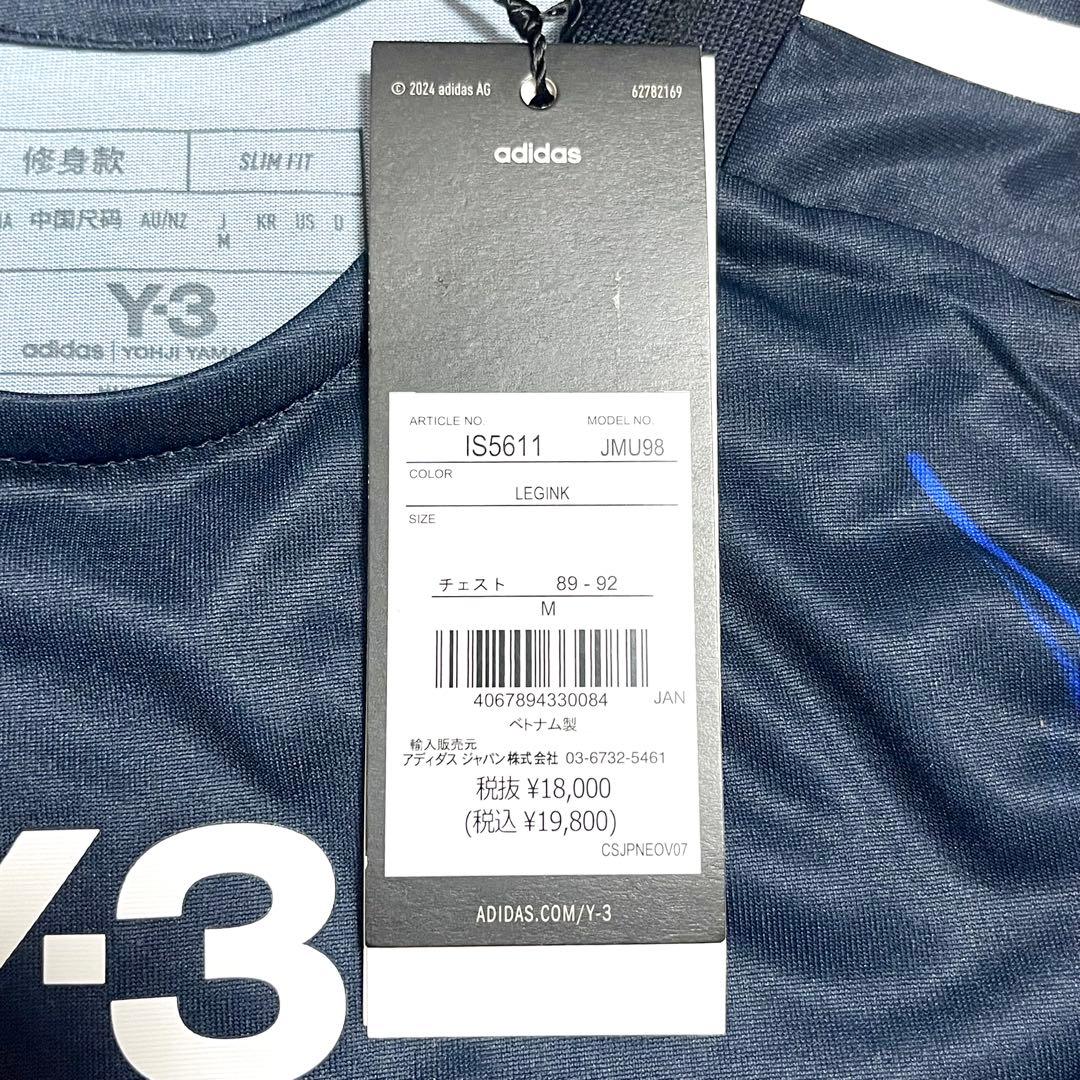 © 2024 adidas AG 62782169
adidas
修身款 SLIM FIT
中国尺码 AU/NZ J KR US D
M
Y-3
adidas | YOHJI
ARTICLE NO. MODEL NO.
IS5611 JMU98
COLOR
LEGINK
SIZE
チェスト 89 - 92
M
4067894330084 JAN
ベトナム製
輸入販売元
アディダス ジャパン株式会社 03-6732-5461
税抜 ¥18,000
(税込 ¥19,800)
CSJPNEOV07
ADIDAS.COM/Y-3
Y-3